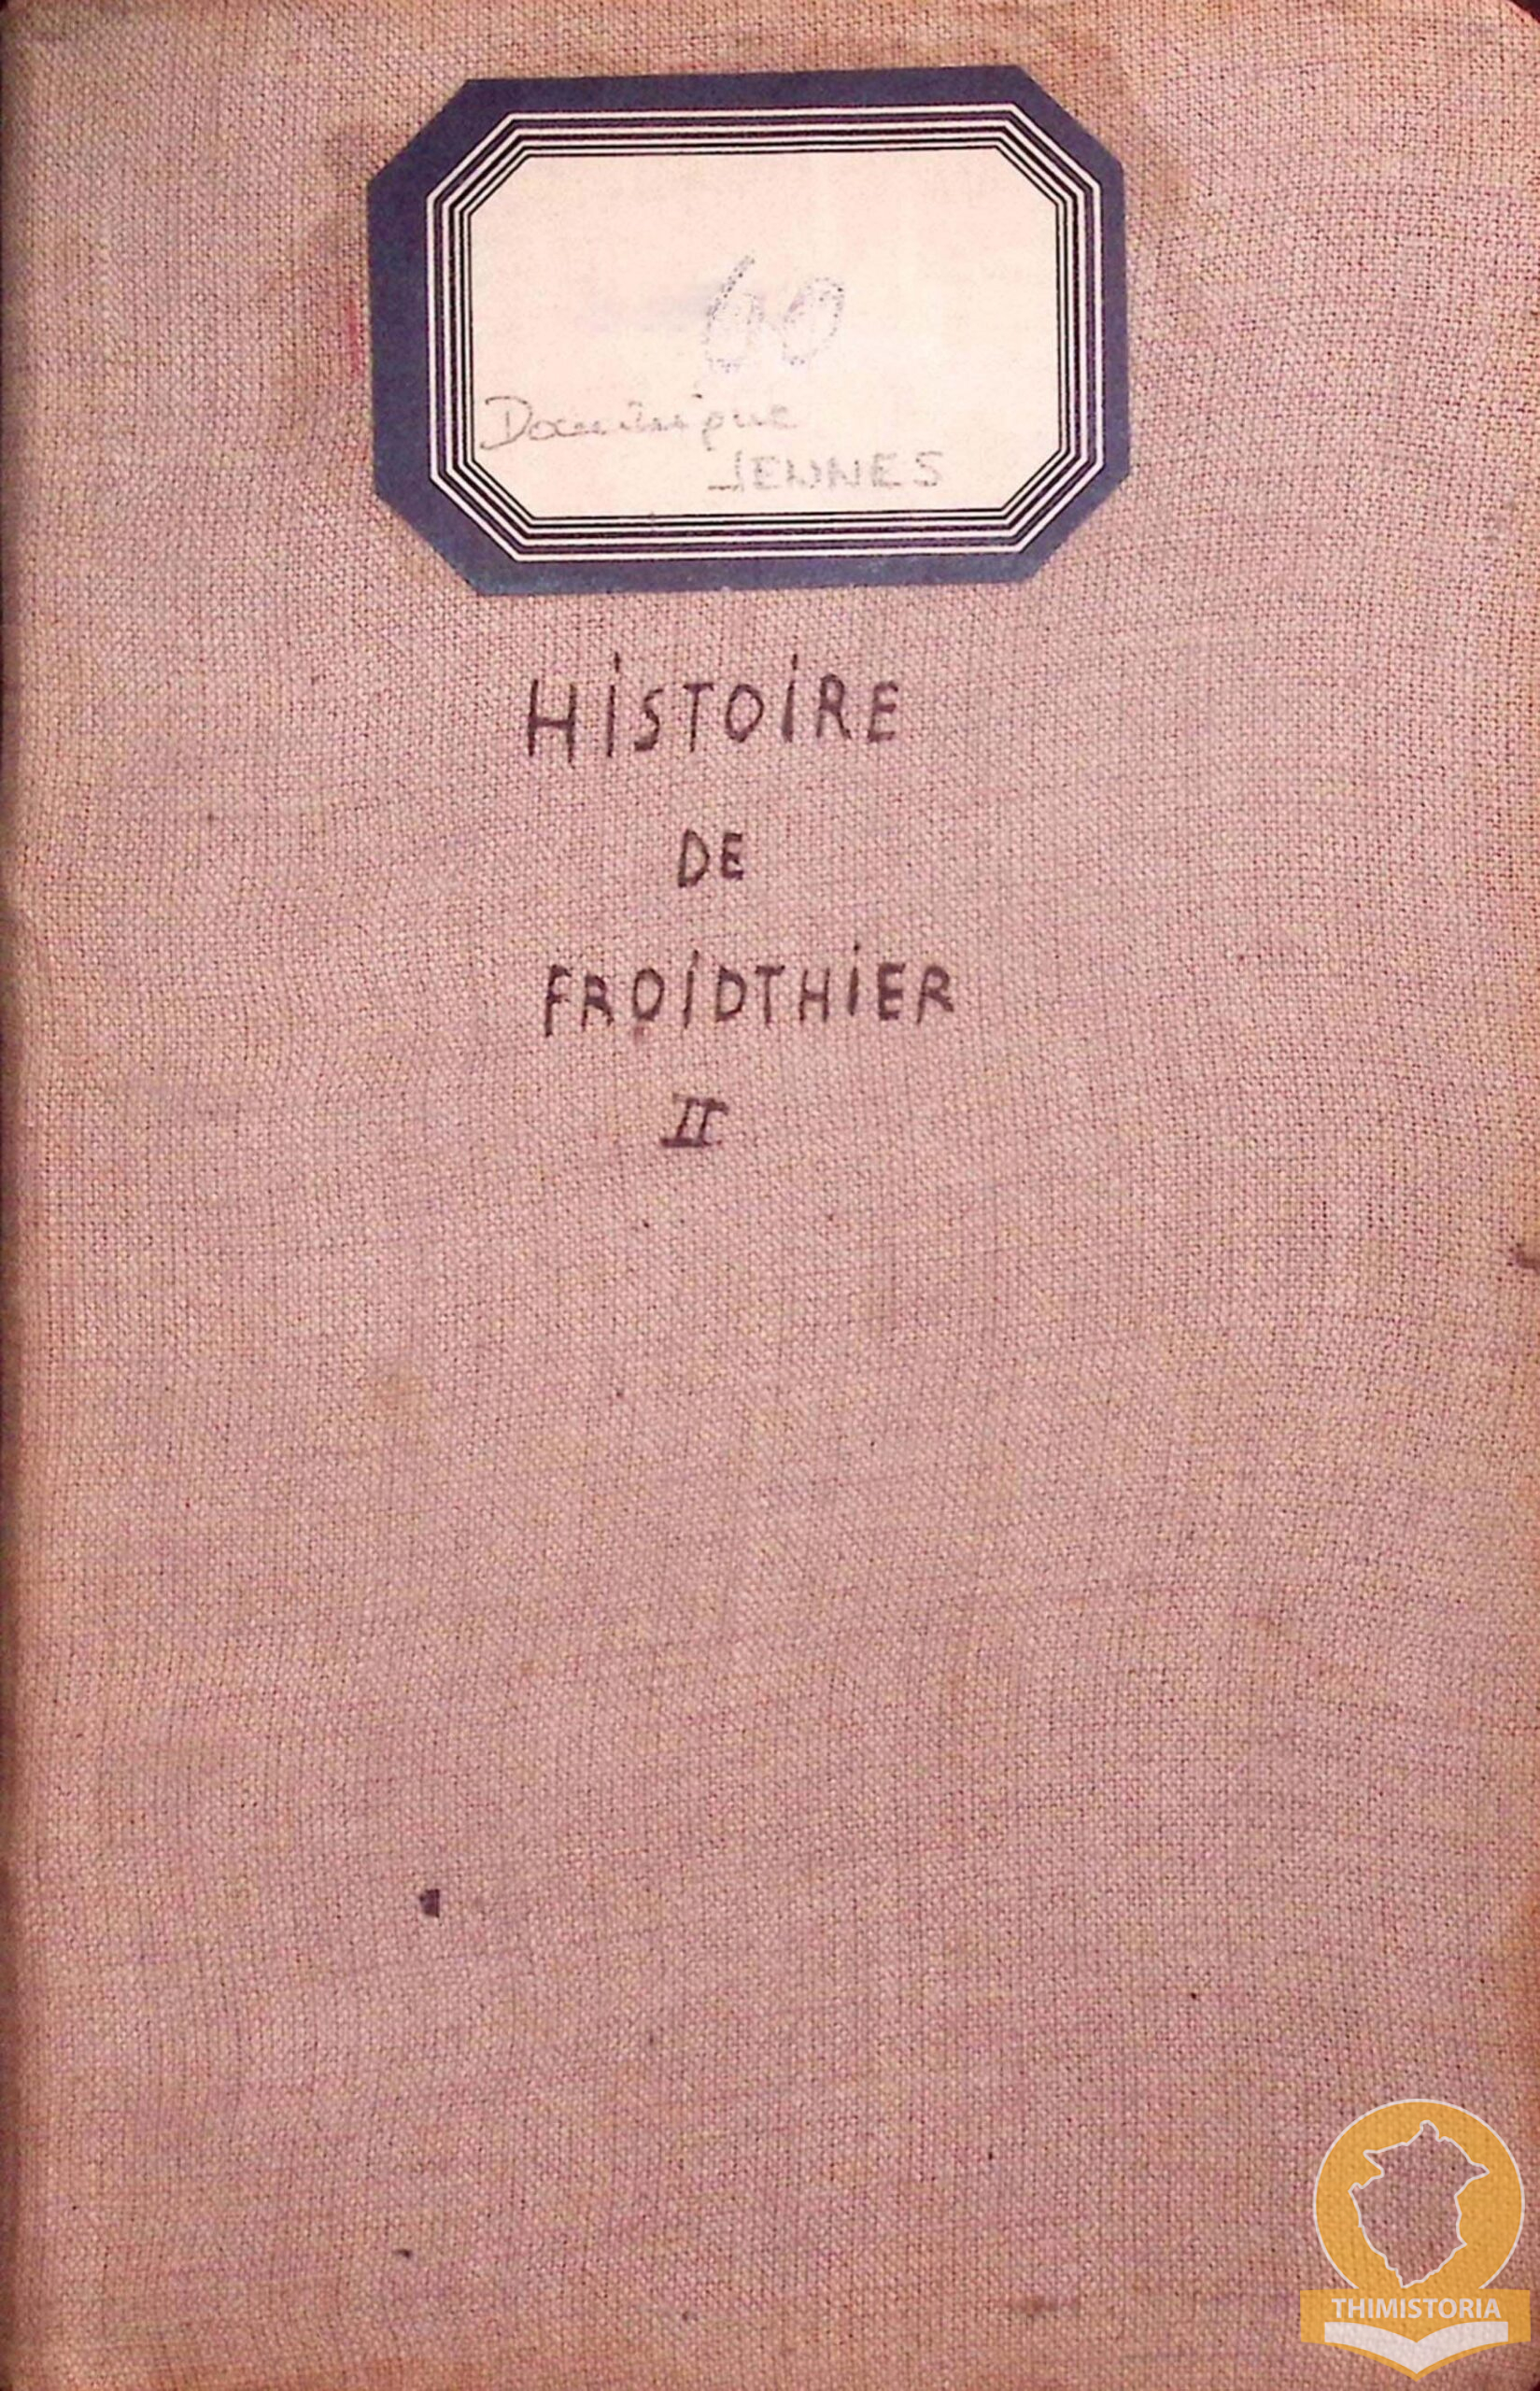 60
Dominique
JENNES
HiSTOiRE
DE
FROiDTHiER
II
THIMISTORIA